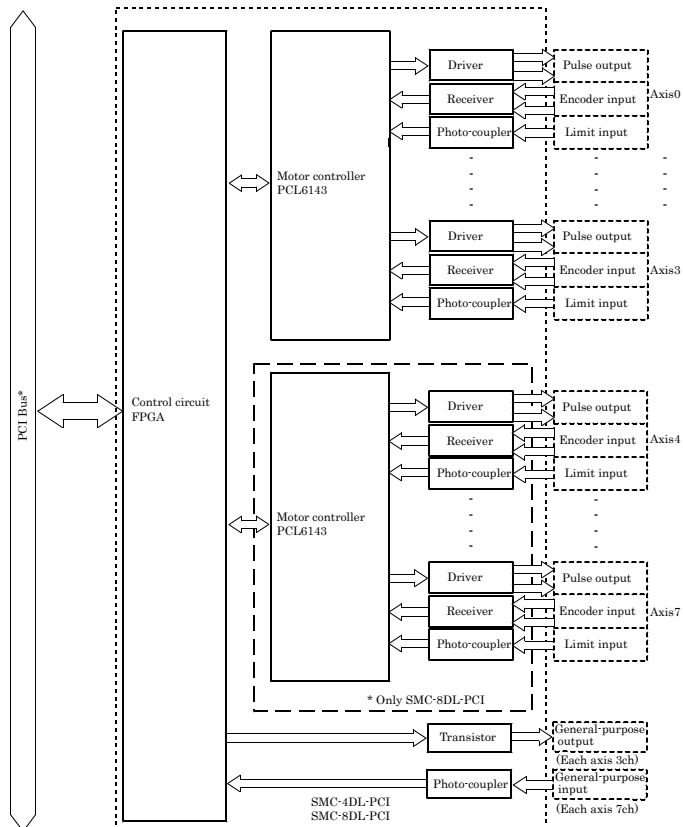 PCI Bus*
Control circuit
FPGA
Motor controller
PCL6143
Driver
Pulse output
Receiver
Encoder input
Axis0
Photo-coupler
Limit input
Driver
Pulse output
Receiver
Encoder input
Axis3
Photo-coupler
Limit input
Motor controller
PCL6143
Driver
Pulse output
Receiver
Encoder input
Axis4
Photo-coupler
Limit input
Driver
Pulse output
Receiver
Encoder input
Axis7
Photo-coupler
Limit input
* Only SMC-8DL-PCI
Transistor
General-purpose
output
(Each axis 3ch)
Photo-coupler
General-purpose
input
(Each axis 7ch)
SMC-4DL-PCI
SMC-8DL-PCI